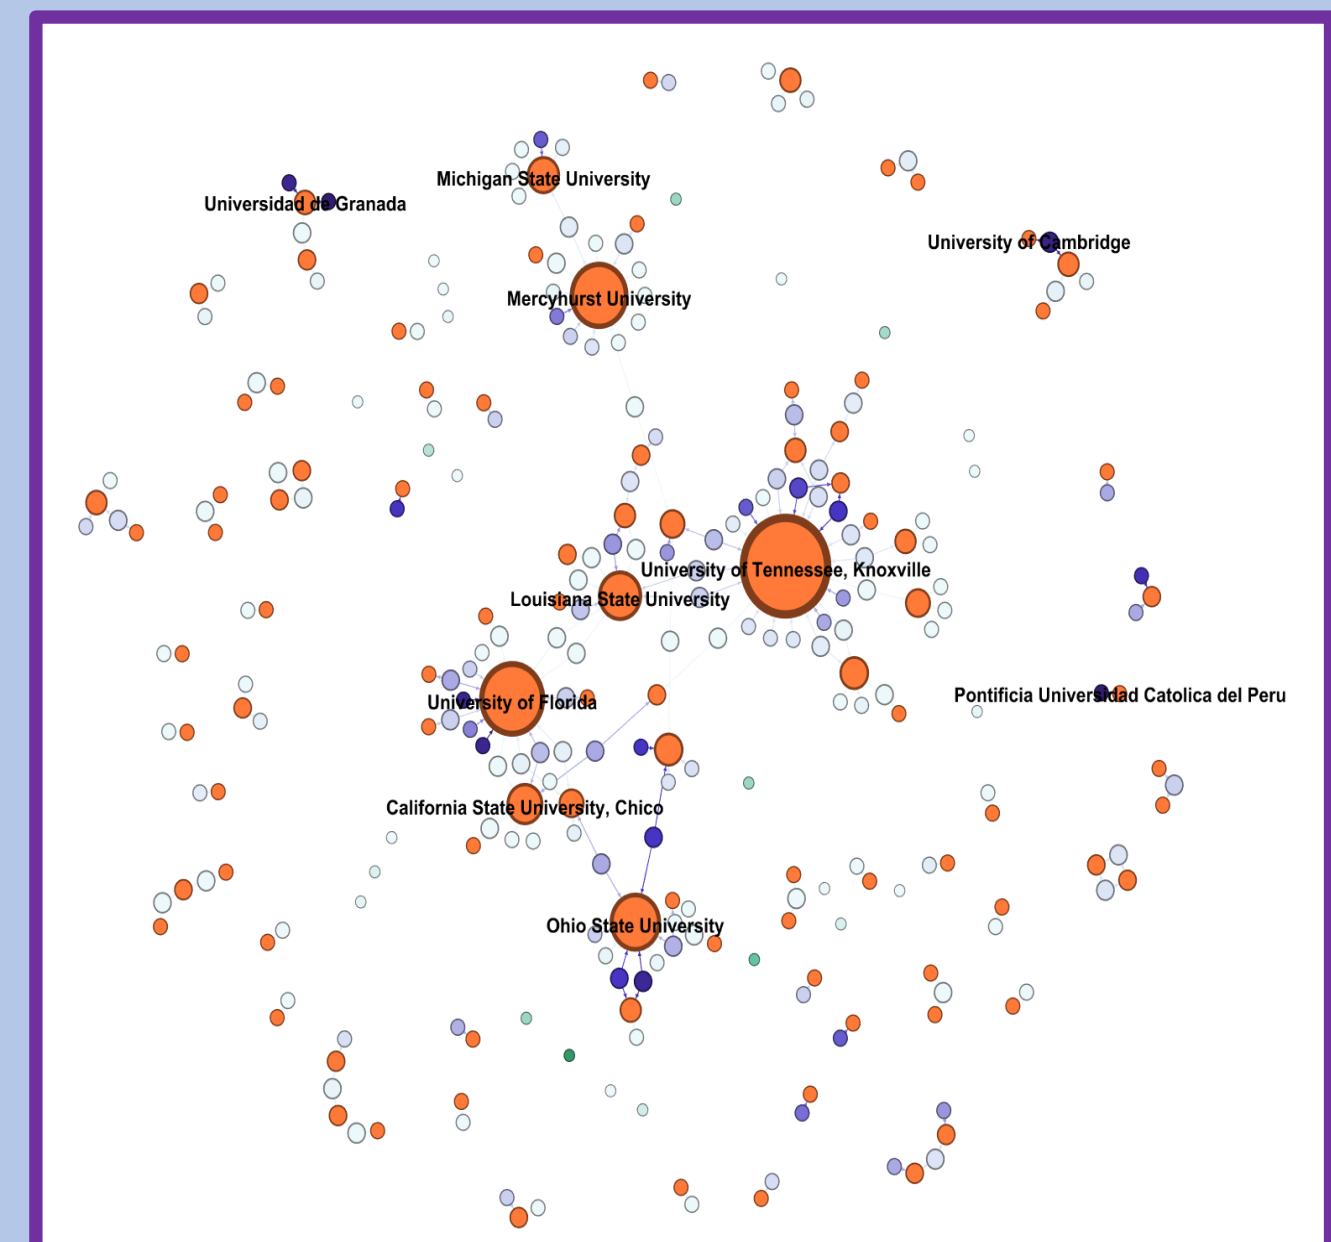 Michigan State University
Universidad de Granada
University of Cambridge
Mercyhurst University
University of Tennessee, Knoxville
Louisiana State University
Pontificia Universidad Catolica del Peru
University of Florida
California State University, Chico
Ohio State University